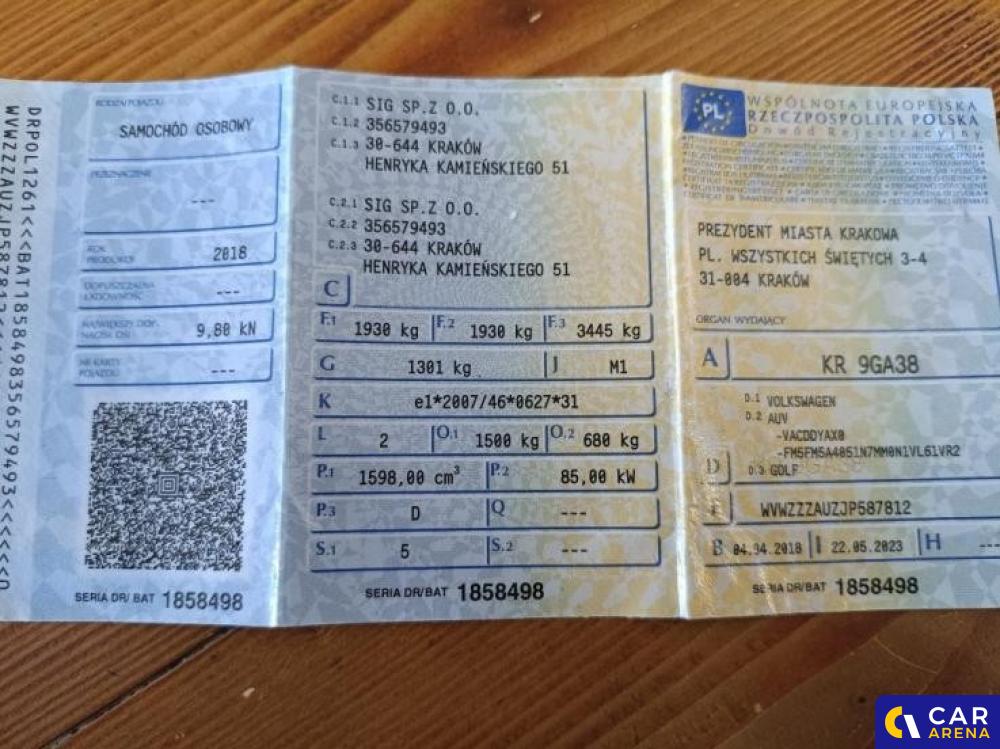 DRPOL1261<<<BAT1858498356579493<<<<<<<0
RODZAJ POJAZDU
SAMOCHÓD OSOBOWY
PRZEZNACZENIE
---
ROK PRODUKCJI 2018
DOPUSZCZALNA ŁADOWNOŚĆ ---
NAJWIĘKSZY DOP. NACISK OSI 9,80 kN
NR KARTY POJAZDU ---
SERIA DR/BAT 1858498
C.1.1 SIG SP.Z O.O.
C.1.2 356579493
C.1.3 30-644 KRAKÓW
HENRYKA KAMIEŃSKIEGO 51
C.2.1 SIG SP.Z O.O.
C.2.2 356579493
C.2.3 30-644 KRAKÓW
HENRYKA KAMIEŃSKIEGO 51
C
F.1 1930 kg F.2 1930 kg F.3 3445 kg
G 1301 kg J M1
K e1*2007/46*0627*31
L 2 O.1 1500 kg O.2 680 kg
P.1 1598,00 cm³ P.2 85,00 kW
P.3 D Q ---
S.1 5 S.2 ---
SERIA DR/BAT 1858498
PL
WSPÓLNOTA EUROPEJSKA
RZECZPOSPOLITA POLSKA
Dowód Rejestracyjny
PREZYDENT MIASTA KRAKOWA
PL. WSZYSTKICH ŚWIĘTYCH 3-4
31-004 KRAKÓW
ORGAN WYDAJĄCY
A KR 9GA38
D.1 VOLKSWAGEN
D.2 AUV
-VACDDYAX0
-FM5FM5A4051N7MM0N1VL61VR2
D D.3 GOLF
E WVWZZZAUZJP587812
B 2018 I 22.05.2023 H ---
SERIA DR/BAT 1858498
CAR
ARENA